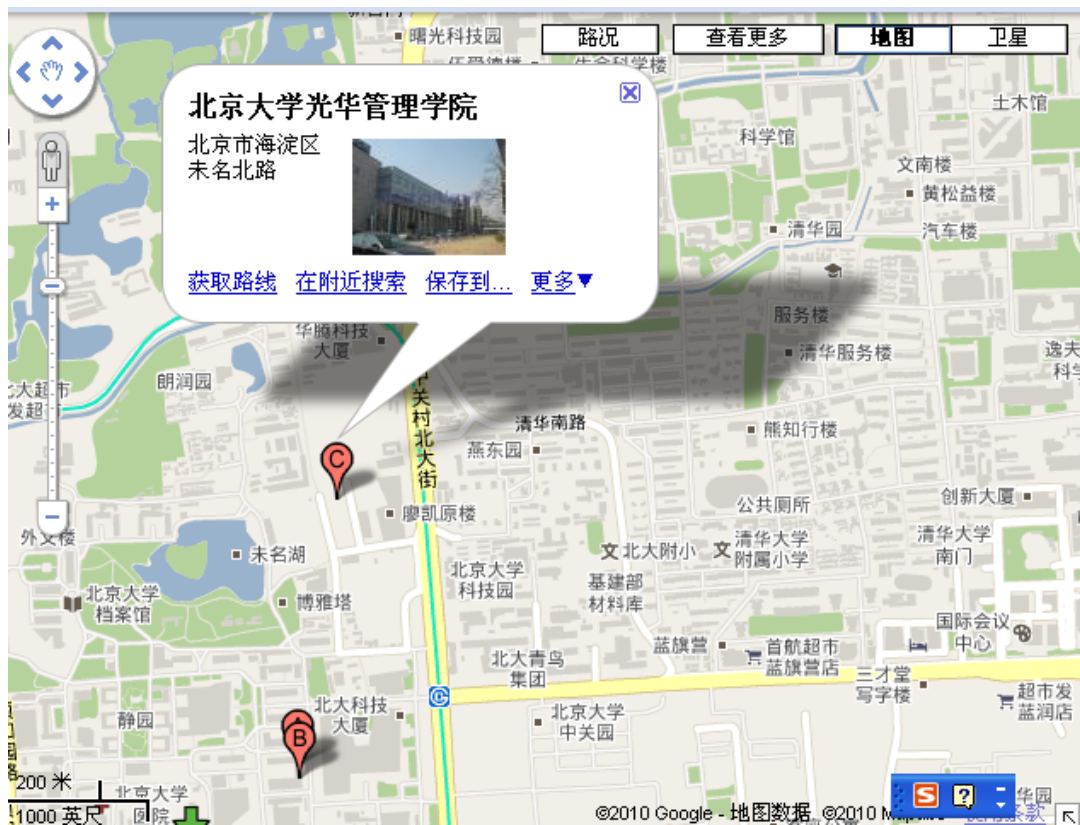 曙光科技园
路况
查看更多
地图
卫星
北京大学光华管理学院
北京市海淀区
未名北路
获取路线
在附近搜索
保存到...
更多▼
土木馆
科学馆
文南楼
黄松益楼
清华园
汽车楼
服务楼
清华服务楼
华腾科技
大厦
朗润园
中关村北大街
清华南路
燕东园
熊知行楼
C
公共厕所
创新大厦
廖凯原楼
外文楼
未名湖
文北大附小
文清华大学
附属小学
清华大学
南门
北京大学
科技园
基建部
材料库
北京大学
档案馆
博雅塔
国际会议
中心
蓝旗营
首航超市
蓝旗营店
北大青鸟
集团
三才堂
写字楼
超市发
蓝润店
北大科技
大厦
静园
北京大学
中关园
B
200 米
1000 英尺
北京大学
医院
©2010 Google - 地图数据 ©2010
S
?